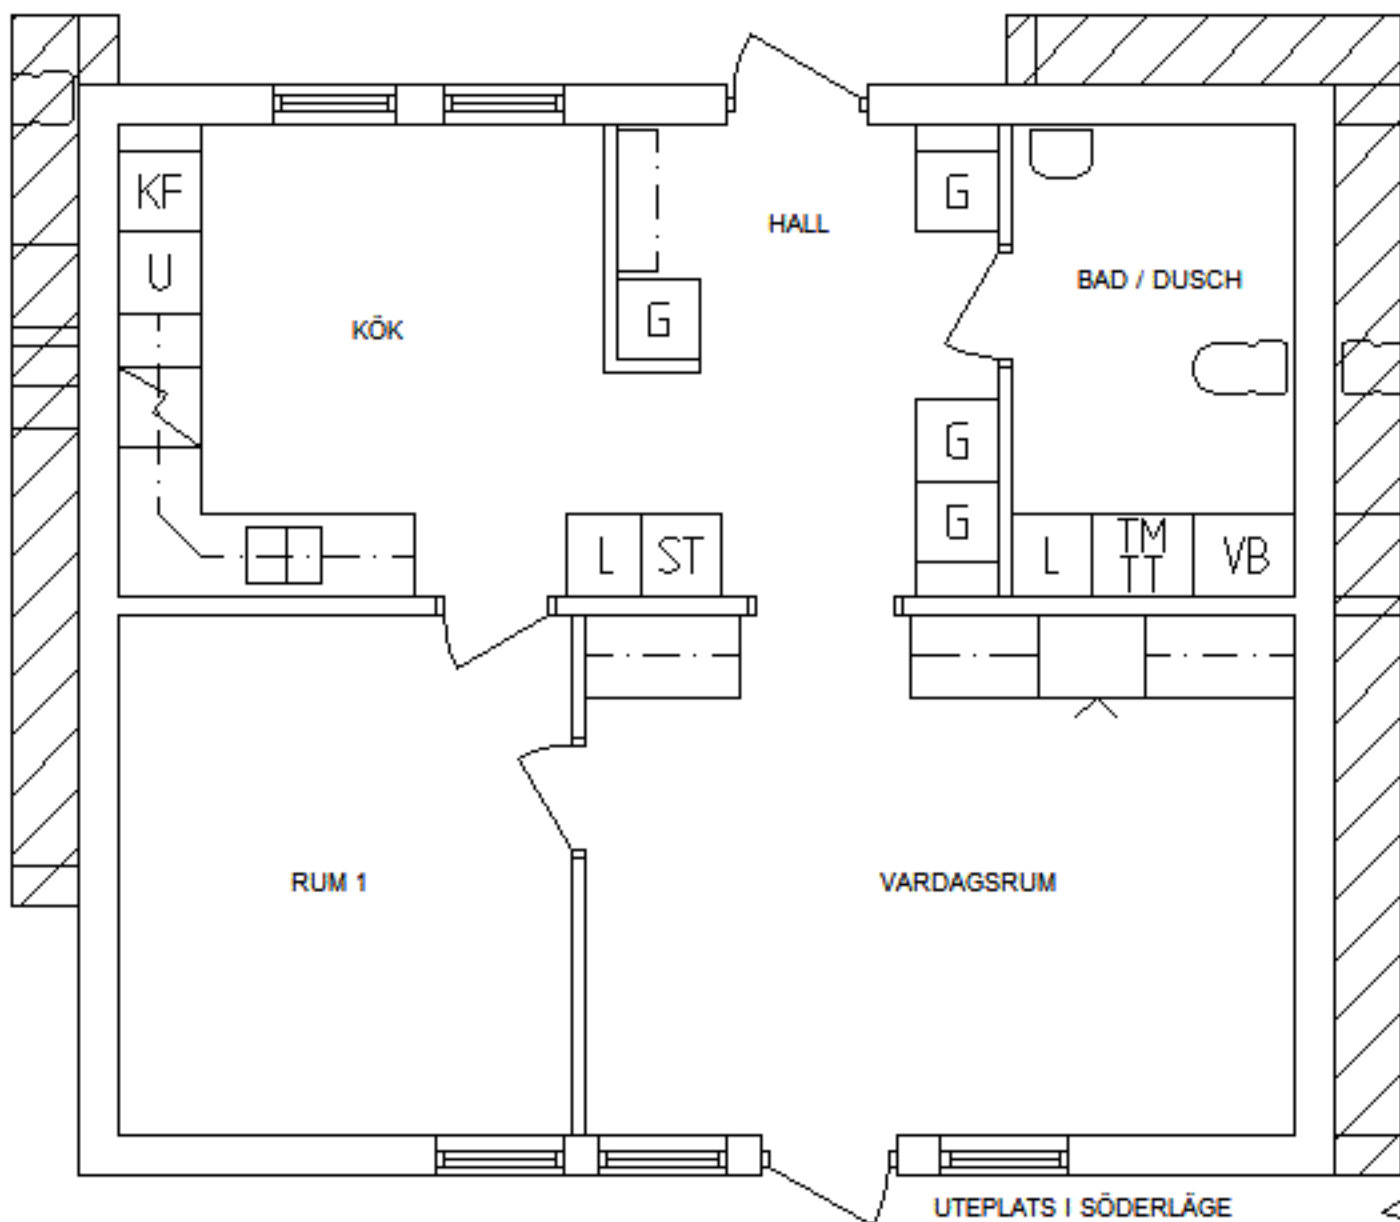 KF
G
HALL
U
BAD / DUSCH
KÖK
G
G
G
L ST
L TM TT VB
RUM 1
VARDAGSRUM
UTEPLATS I SÖDERLÄGE